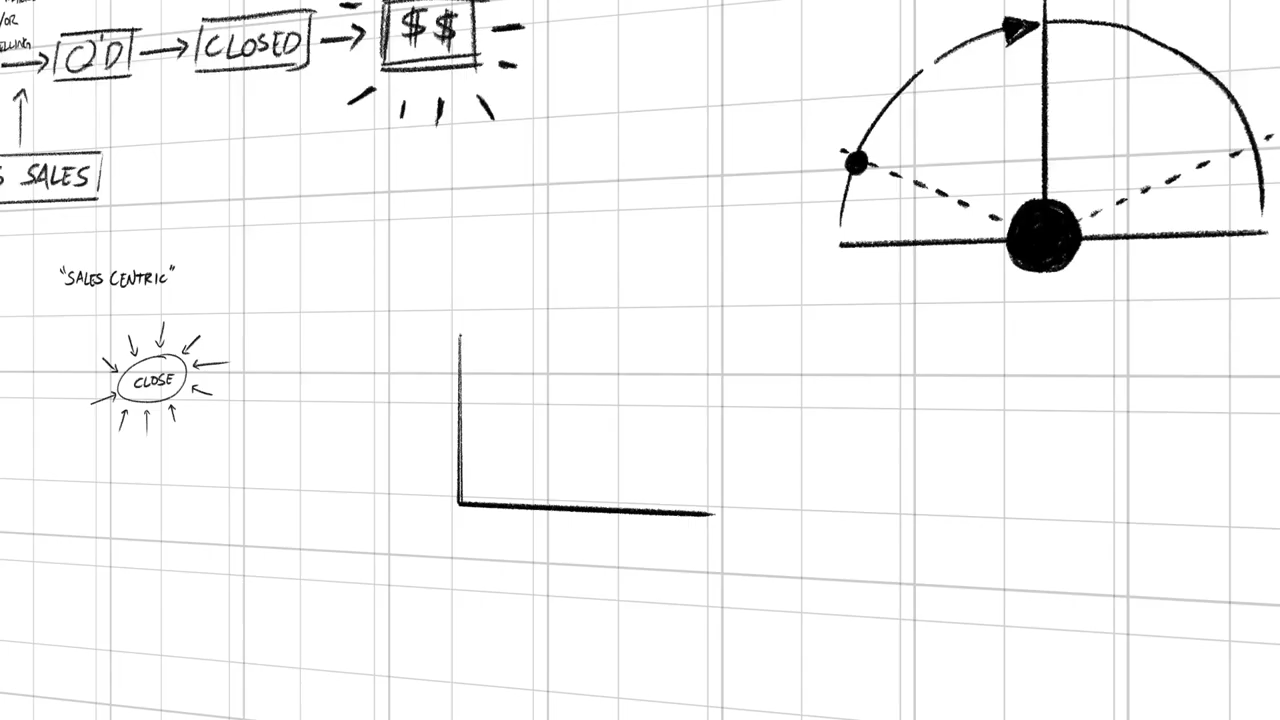 /OR
O'D
CLOSED
$$
SALES
"SALES CENTRIC"
CLOSE